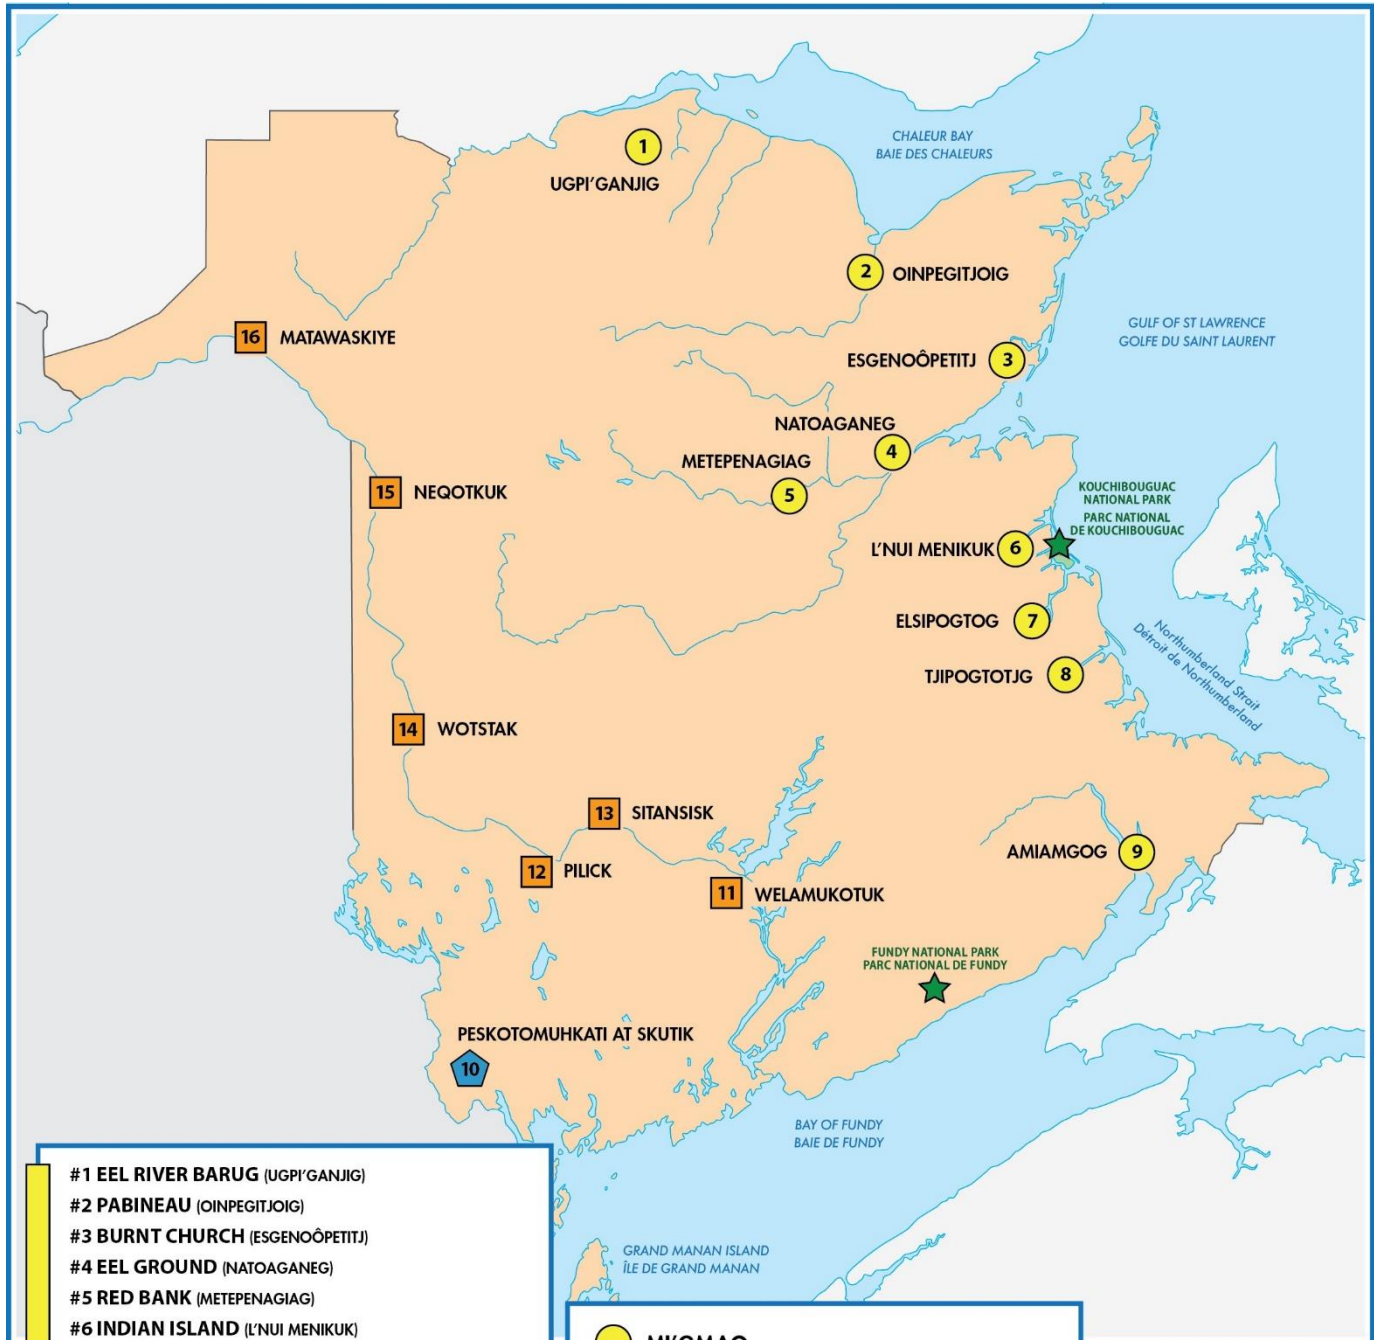 CHALEUR BAY
BAIE DES CHALEURS
1
UGPI'GANJIG
2
OINPEGITJOIG
GULF OF ST LAWRENCE
GOLFE DU SAINT LAURENT
16
MATAWASKIYE
ESGENOÔPETITJ
3
NATOAGANEG
4
METEPENAGIAG
5
15
NEQOTKUK
KOUCHIBOUGUAC
NATIONAL PARK
PARC NATIONAL
DE KOUCHIBOUGUAC
L'NUI MENIKUK
6
ELSIPOGTOG
7
Northumberland Strait
Détroit de Northumberland
TJIPOGTOTJG
8
14
WOTSTAK
13
SITANSISK
AMIAMGOG
9
12
PILICK
11
WELAMUKOTUK
FUNDY NATIONAL PARK
PARC NATIONAL DE FUNDY
PESKOTOMUHKATI AT SKUTIK
10
BAY OF FUNDY
BAIE DE FUNDY
#1 EEL RIVER BARUG (UGPI'GANJIG)
#2 PABINEAU (OINPEGITJOIG)
#3 BURNT CHURCH (ESGENOÔPETITJ)
#4 EEL GROUND (NATOAGANEG)
#5 RED BANK (METEPENAGIAG)
#6 INDIAN ISLAND (L'NUI MENIKUK)
GRAND MANAN ISLAND
ÎLE DE GRAND MANAN